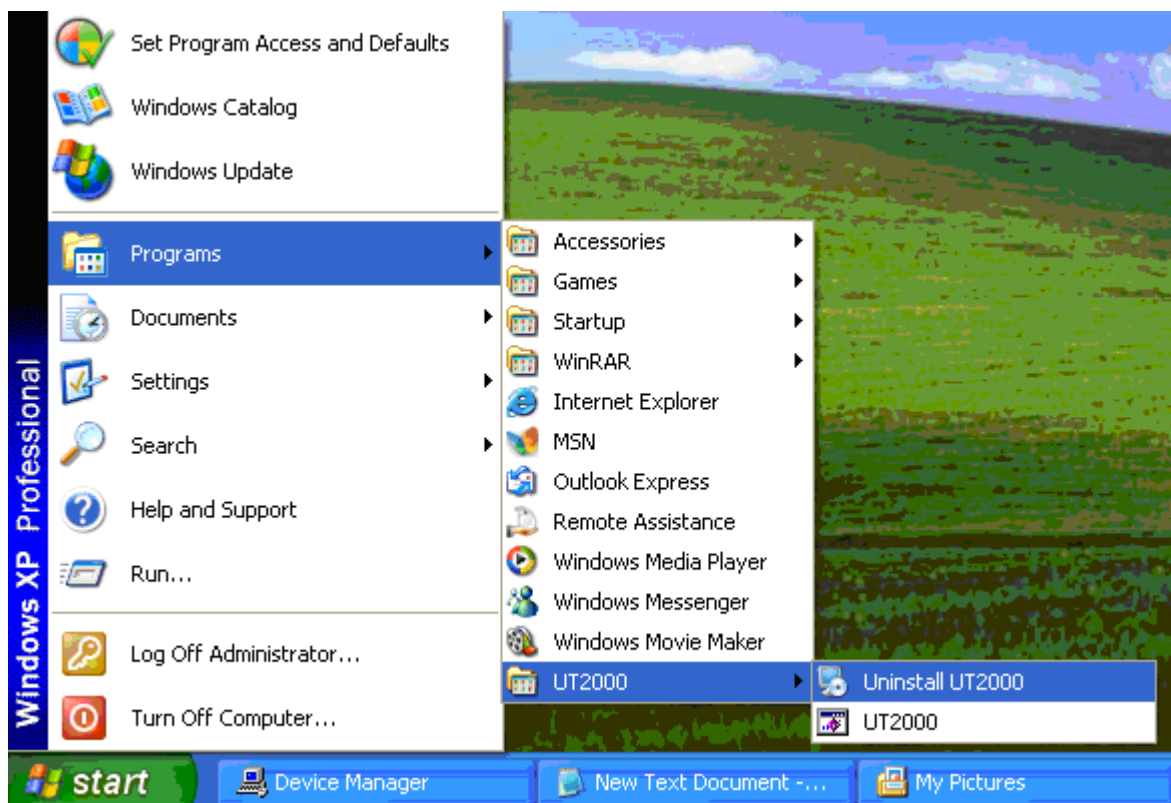 Set Program Access and Defaults
Windows Catalog
Windows Update
Programs
Documents
Settings
Search
Help and Support
Run...
Log Off Administrator...
Turn Off Computer...
Windows XP Professional
Accessories
Games
Startup
WinRAR
Internet Explorer
MSN
Outlook Express
Remote Assistance
Windows Media Player
Windows Messenger
Windows Movie Maker
UT2000
Uninstall UT2000
UT2000
start
Device Manager
New Text Document -...
My Pictures